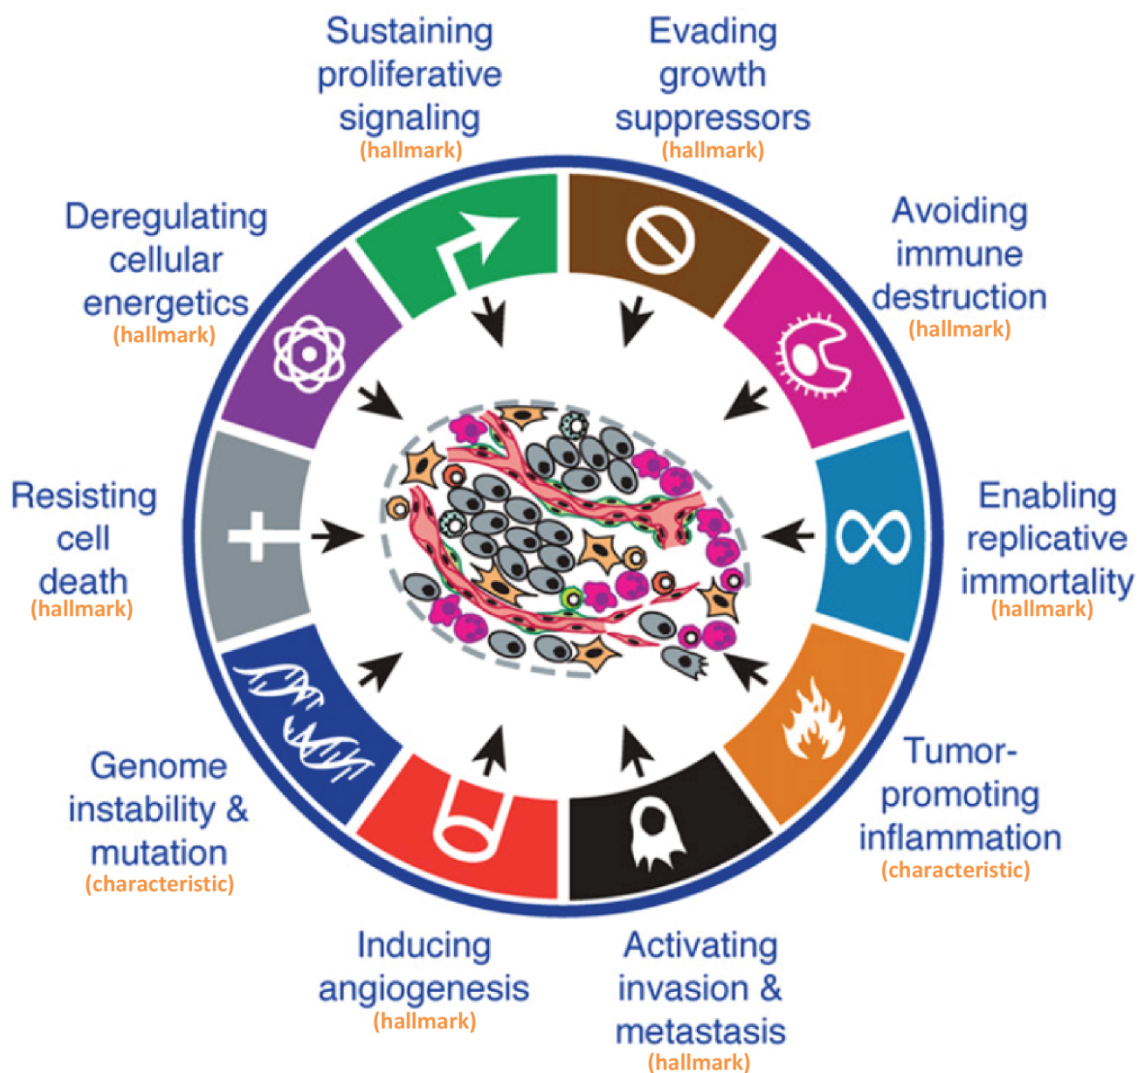 Sustaining
proliferative
signaling
(hallmark)
Evading
growth
suppressors
(hallmark)
Avoiding
immune
destruction
(hallmark)
Enabling
replicative
immortality
(hallmark)
Tumor-
promoting
inflammation
(characteristic)
Activating
invasion &
metastasis
(hallmark)
Inducing
angiogenesis
(hallmark)
Genome
instability &
mutation
(characteristic)
Resisting
cell
death
(hallmark)
Deregulating
cellular
energetics
(hallmark)